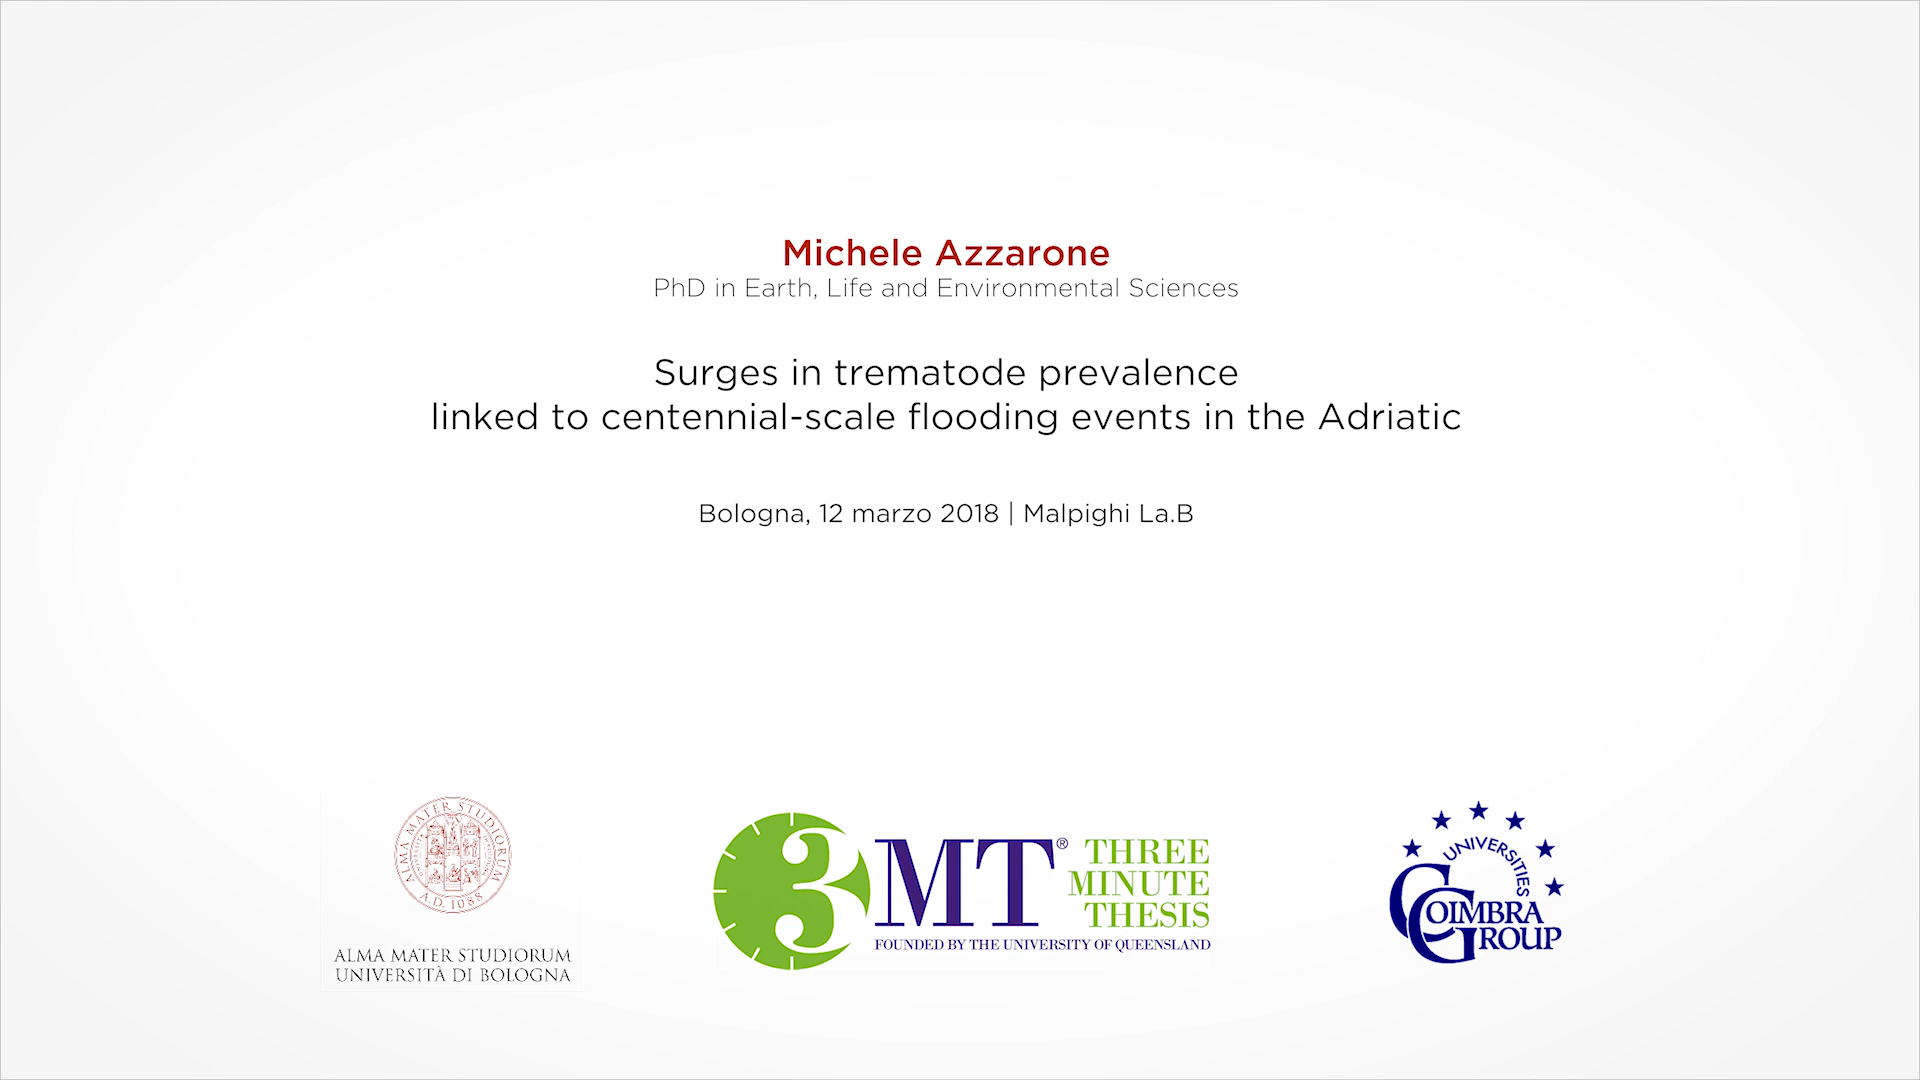 Michele Azzarone
PhD in Earth, Life and Environmental Sciences
Surges in trematode prevalence
linked to centennial-scale flooding events in the Adriatic
Bologna, 12 marzo 2018 | Malpighi La.B
ALMA MATER STUDIORUM
A.D. 1088
ALMA MATER STUDIORUM
UNIVERSITÀ DI BOLOGNA
3MT® THREE
MINUTE
THESIS
FOUNDED BY THE UNIVERSITY OF QUEENSLAND
UNIVERSITIES
COIMBRA
GROUP